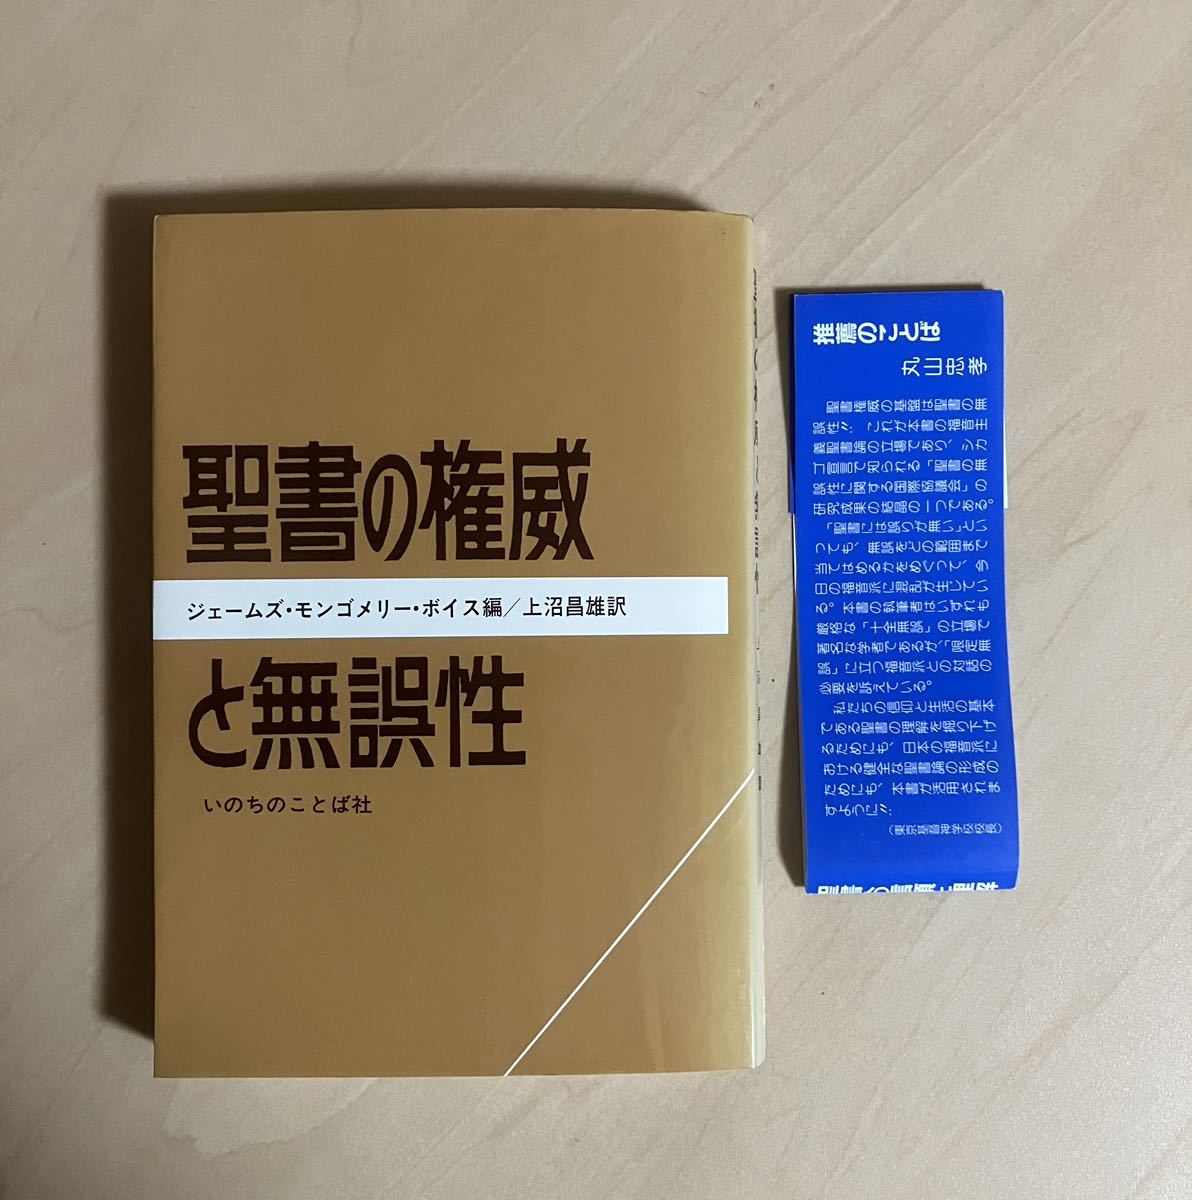 聖書の権威
ジェームズ・モンゴメリー・ボイス編／上沼昌雄訳
と無誤性
いのちのことば社
推薦のことば
丸山忠孝
聖書権威の基盤は聖書の無
誤性!! これが本書の福音主
義聖書論の立場であり、シカ
ゴ宣言で知られる「聖書の無
誤性に関する国際協議会」の
研究成果の結晶の一つである。
「聖書には誤りが無い」とい
っても、無誤をどの範囲まで
当てはめるかをめぐって、今
日の福音派に混乱が生じてい
る。本書の執筆者はいずれも
厳格な「十全無誤」の立場で
著名な学者であるが、「限定無
誤」に立つ福音派との対話の
必要を訴えている。
私たちの信仰と生活の基本
である聖書の理解を掘り下げ
るためにも、日本の福音派に
おける健全な聖書論の形成の
ためにも、本書が活用されま
すように!!
（東京基督神学校校長）